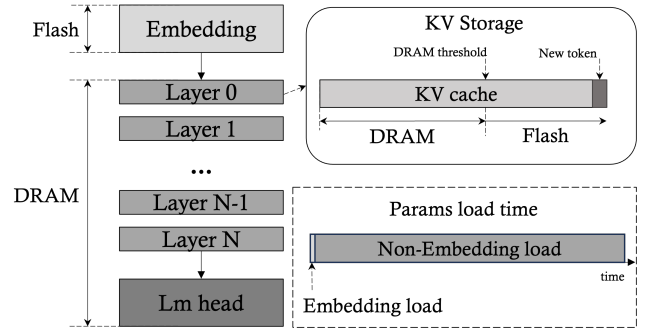 Flash
Embedding
Layer 0
Layer 1
...
Layer N-1
Layer N
Lm head
DRAM
KV Storage
DRAM threshold
New token
KV cache
DRAM
Flash
Params load time
Non-Embedding load
time
Embedding load